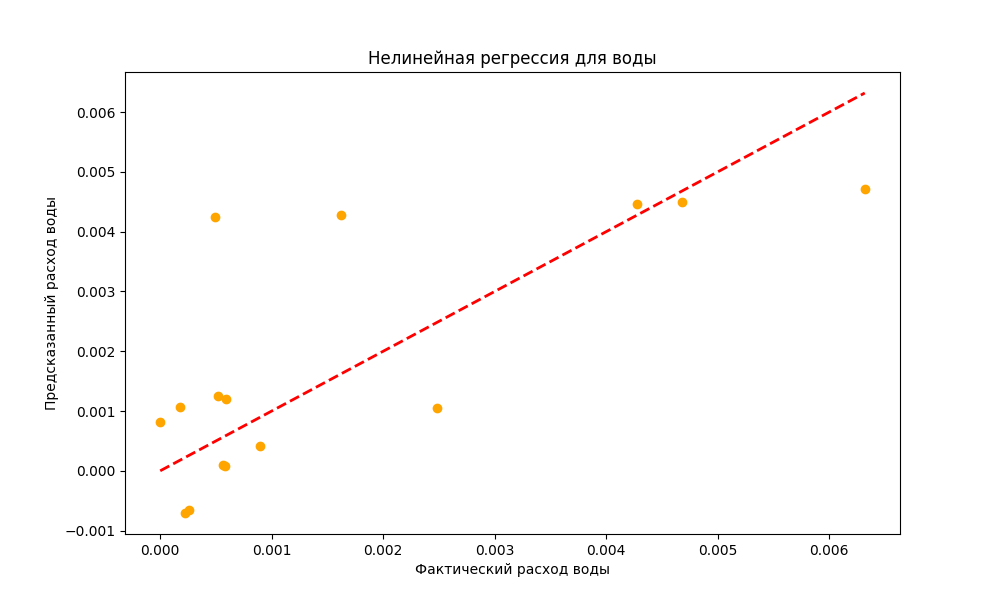 Нелинейная регрессия для воды
Предсказанный расход воды
0.006
0.005
0.004
0.003
0.002
0.001
0.000
−0.001
0.000 0.001 0.002 0.003 0.004 0.005 0.006
Фактический расход воды